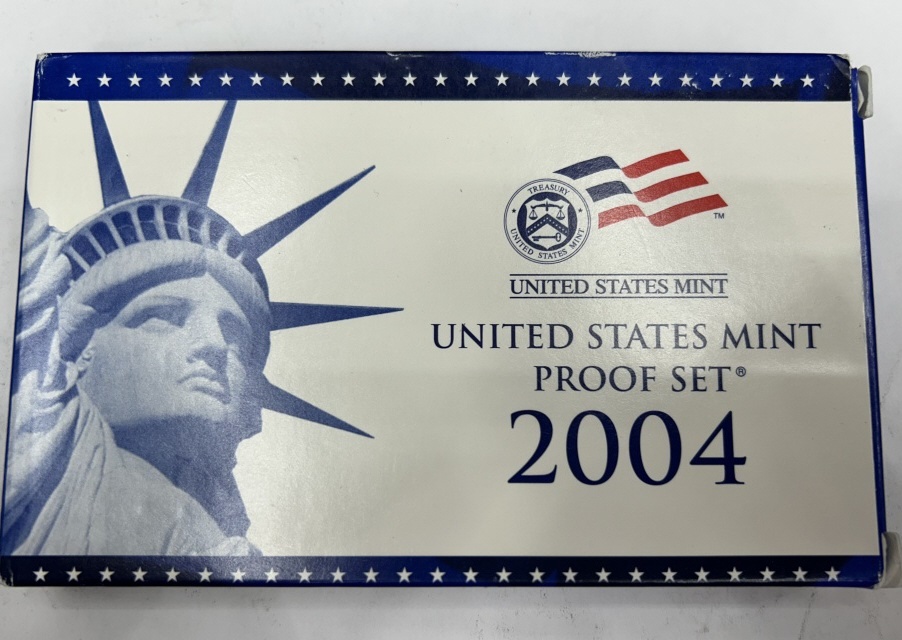 TREASURY
UNITED STATES MINT
TM
UNITED STATES MINT
UNITED STATES MINT
PROOF SET®
2004